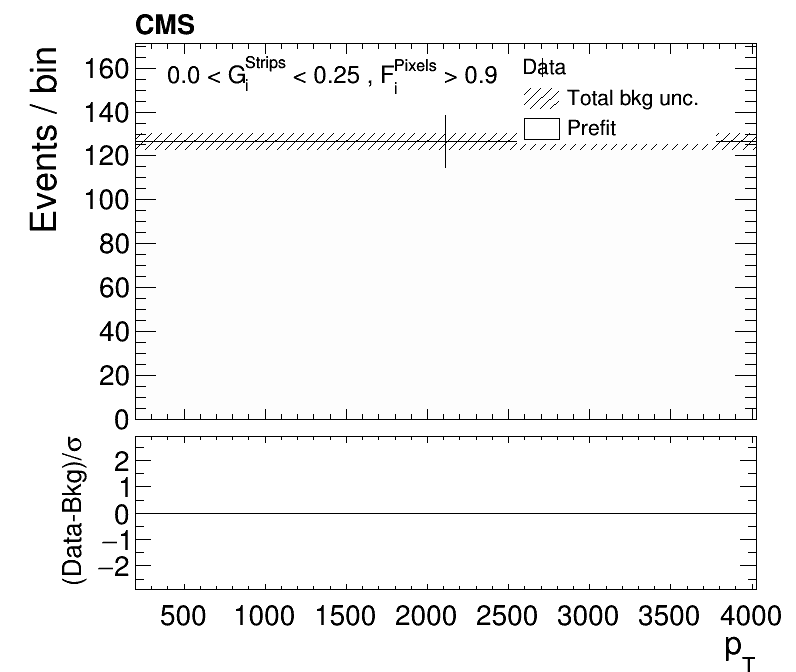 CMS
Events / bin
160
140
120
100
80
60
40
20
0
0.0 < G_i^Strips < 0.25 , F_i^Pixels > 0.9
Data
Total bkg unc.
Prefit
(Data-Bkg)/σ
2
1
0
−1
−2
500 1000 1500 2000 2500 3000 3500 4000
p_T